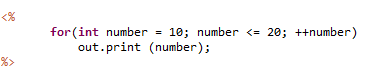 <%
for(int number = 10; number <= 20; ++number)
out.print (number);
%>